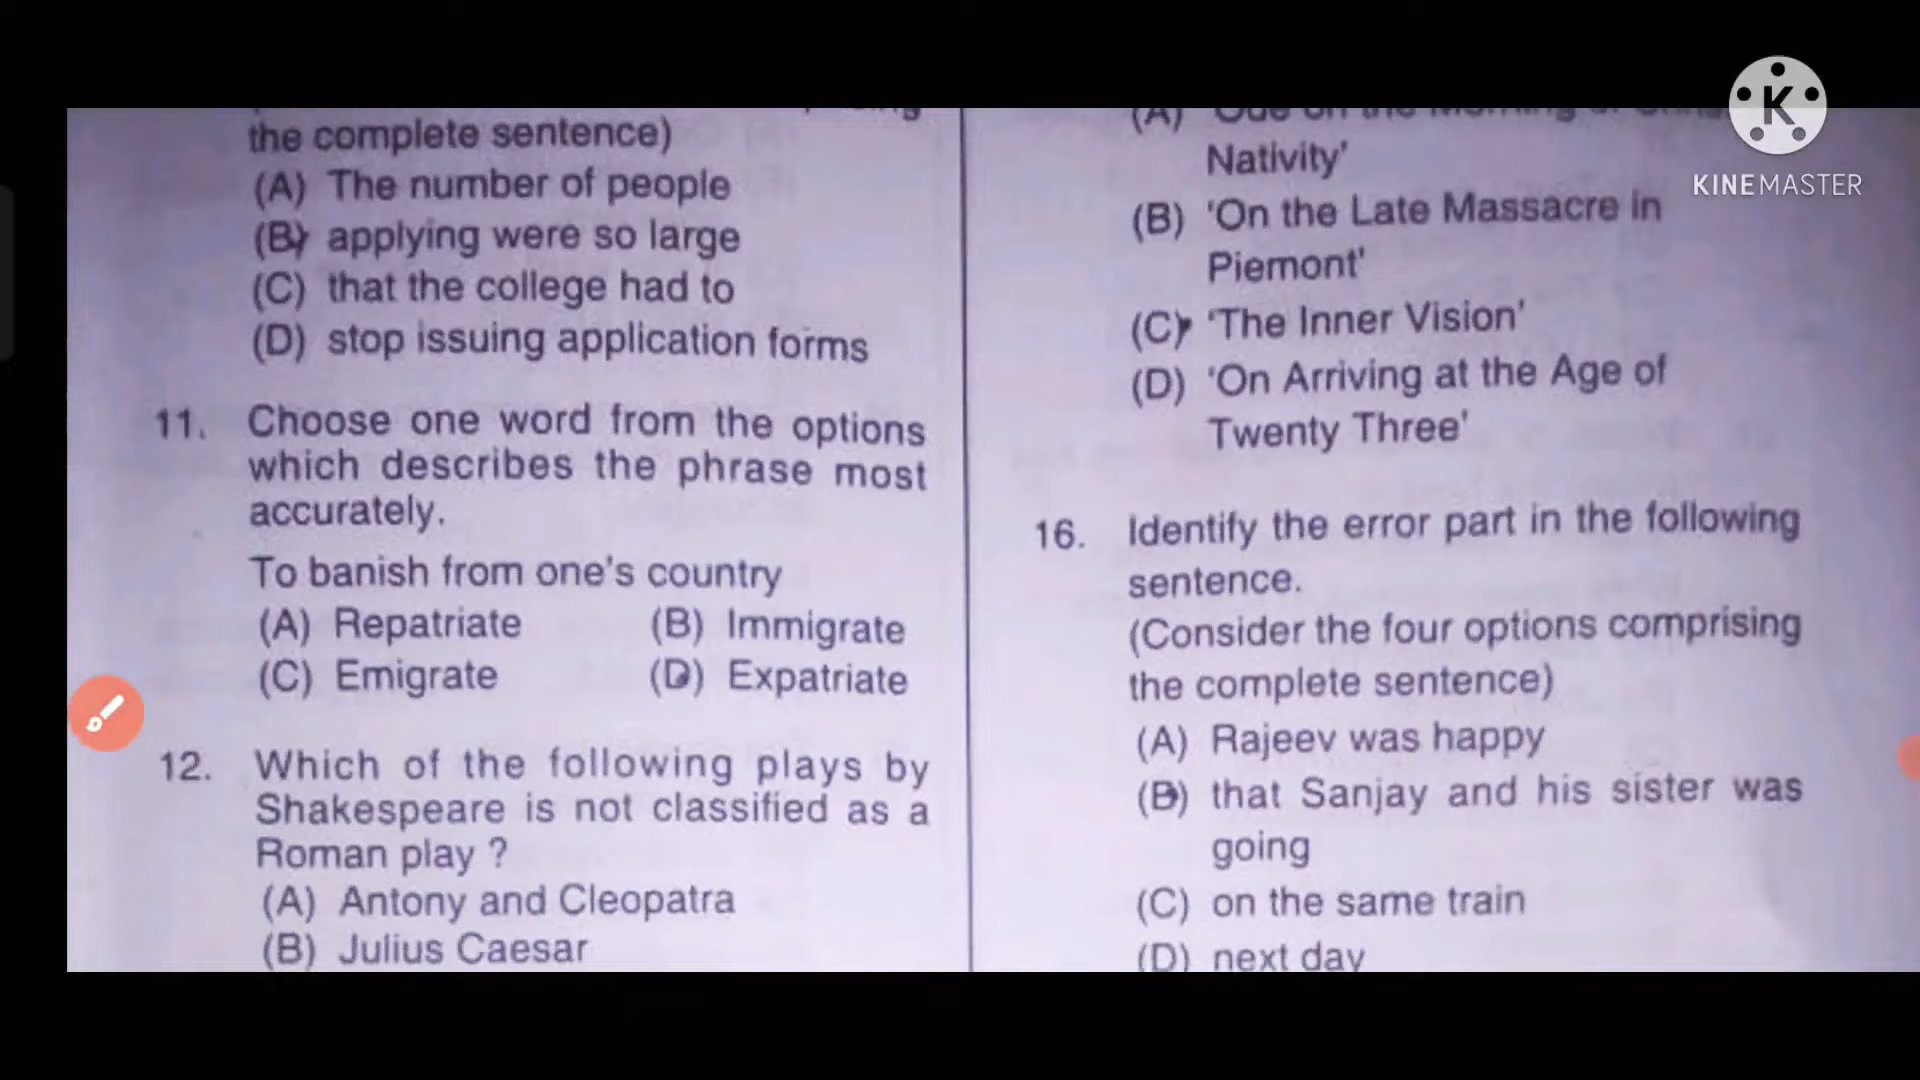 the complete sentence)
(A) The number of people
(B) applying were so large
(C) that the college had to
(D) stop issuing application forms
11. Choose one word from the options
which describes the phrase most
accurately.
To banish from one's country
(A) Repatriate (B) Immigrate
(C) Emigrate (D) Expatriate
12. Which of the following plays by
Shakespeare is not classified as a
Roman play ?
(A) Antony and Cleopatra
(B) Julius Caesar
(A) 'Ode on the Morning
Nativity'
(B) 'On the Late Massacre in
Piemont'
(C) 'The Inner Vision'
(D) 'On Arriving at the Age of
Twenty Three'
16. Identify the error part in the following
sentence.
(Consider the four options comprising
the complete sentence)
(A) Rajeev was happy
(B) that Sanjay and his sister was
going
(C) on the same train
(D) next day
K
KINEMASTER